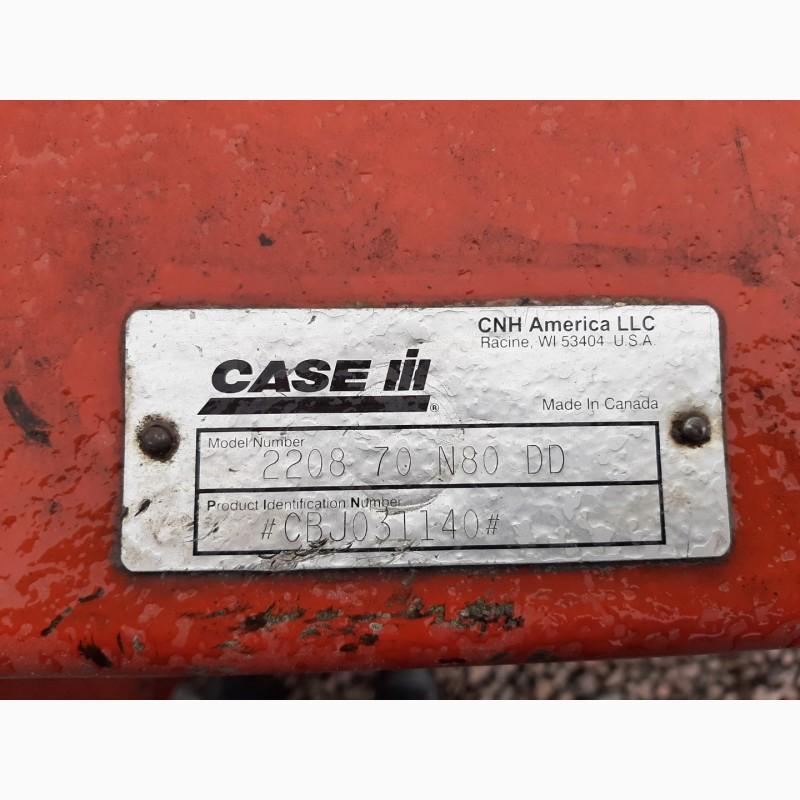 CNH America LLC
Racine, WI 53404 U.S.A.
CASE IH
®
Made In Canada
Model Number
2208 70 N80 DD
Product Identification Number
#CBJ031140#